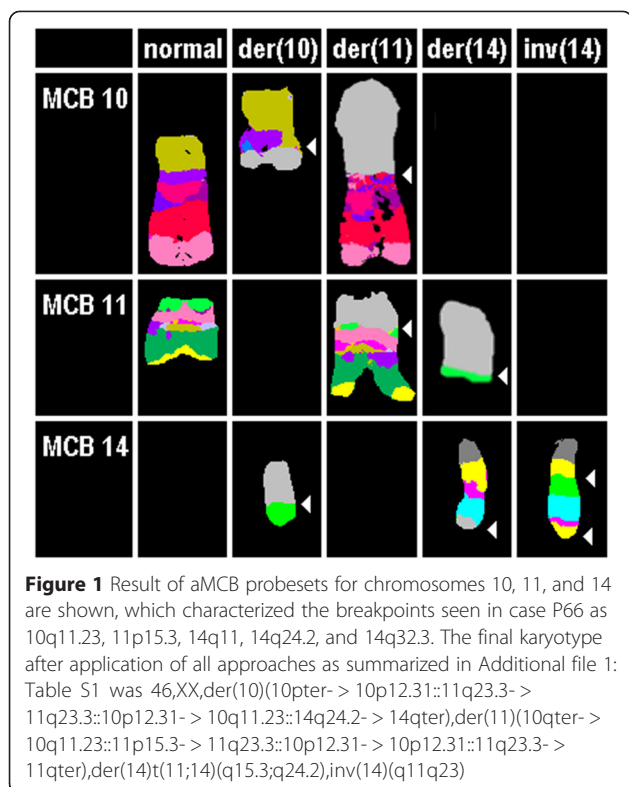 normal der(10) der(11) der(14) inv(14)
MCB 10
MCB 11
MCB 14
Figure 1 Result of aMCB probesets for chromosomes 10, 11, and 14
are shown, which characterized the breakpoints seen in case P66 as
10q11.23, 11p15.3, 14q11, 14q24.2, and 14q32.3. The final karyotype
after application of all approaches as summarized in Additional file 1:
Table S1 was 46,XX,der(10)(10pter- > 10p12.31::11q23.3- >
11q23.3::10p12.31- > 10q11.23::14q24.2- > 14qter),der(11)(10qter- >
10q11.23::11p15.3- > 11q23.3::10p12.31- > 10p12.31::11q23.3- >
11qter),der(14)t(11;14)(q15.3;q24.2),inv(14)(q11q23)